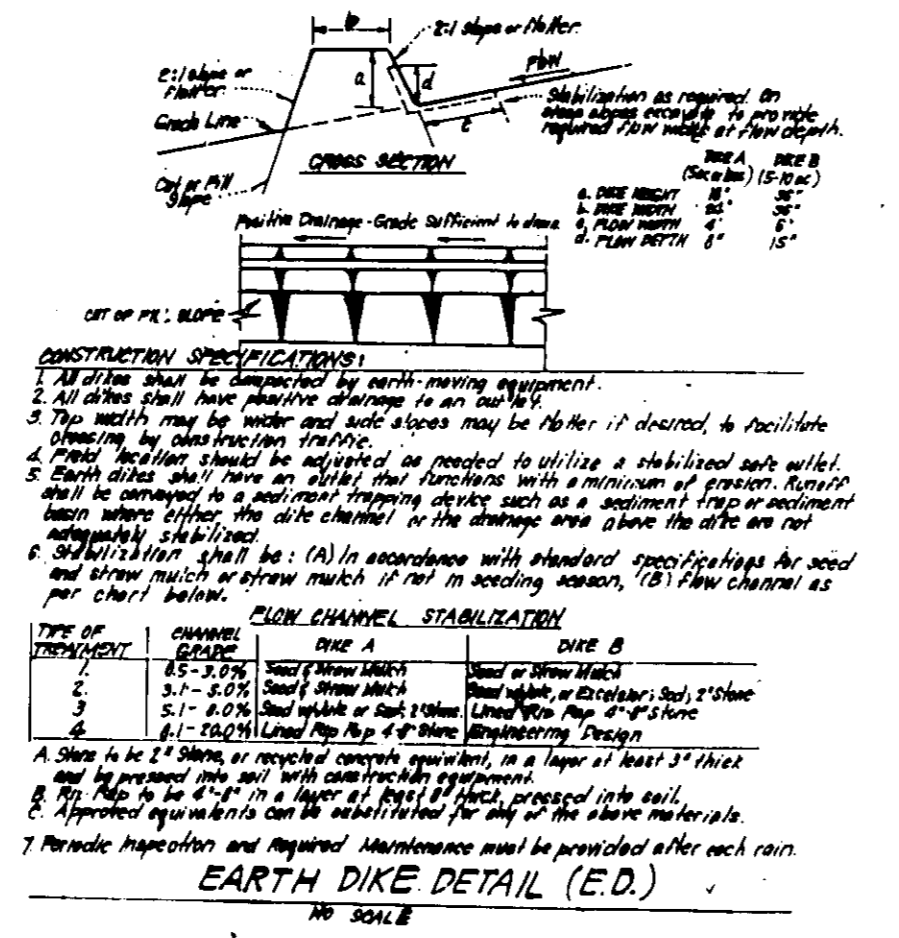 b
2:1 Slope or Flatter
2:1 slope or
Flatter
a
d
FLOW
Grade Line
Stabilization as required. On
steep slopes excavate to provide
required flow width at flow depth.
c
CROSS SECTION
Cut or Fill
Slope
DIKE A DIKE B
(5ac or less) (5-10 ac)
a. DIKE HEIGHT 18" 36"
b. DIKE WIDTH 24" 36"
c. FLOW WIDTH 4' 6'
d. FLOW DEPTH 8" 15"
Positive Drainage - Grade Sufficient to drain
CUT OR FILL SLOPE
CONSTRUCTION SPECIFICATIONS:
1. All dikes shall be compacted by earth-moving equipment.
2. All dikes shall have positive drainage to an outlet.
3. Top width may be wider and side slopes may be flatter if desired, to facilitate
crossing by construction traffic.
4. Field location should be adjusted as needed to utilize a stabilized safe outlet.
5. Earth dikes shall have an outlet that functions with a minimum of erosion. Runoff
shall be conveyed to a sediment trapping device such as a sediment trap or sediment
basin where either the dike channel or the drainage area above the dike are not
adequately stabilized.
6. Stabilization shall be: (A) In accordance with standard specifications for seed
and straw mulch or straw mulch if not in seeding season, (B) Flow channel as
per chart below.
FLOW CHANNEL STABILIZATION
TYPE OF TREATMENT CHANNEL GRADE DIKE A DIKE B
1. 0.5-3.0% Seed & Straw Mulch Seed or Straw Mulch
2. 3.1-5.0% Seed & Straw Mulch Seed w/Jute, or Excelsior; Sod; 2" Stone
3 5.1-8.0% Seed w/Jute or Sod; 2" Stone Lined Rip Rap 4"-8" Stone
4 8.1-20.0% Lined Rap Rap 4-8" Stone Engineering Design
A. Stone to be 2" Stone, or recycled concrete equivilent, in a layer at least 3" thick
and be pressed into soil with construction equipment.
B. Rip Rap to be 4"-8" in a layer at least 8" thick pressed into soil.
C. Approved equivalents can be substituted for any of the above materials.
7. Periodic Inspection and Required Maintenance must be provided after each rain.
EARTH DIKE DETAIL (E.D.)
NO SCALE